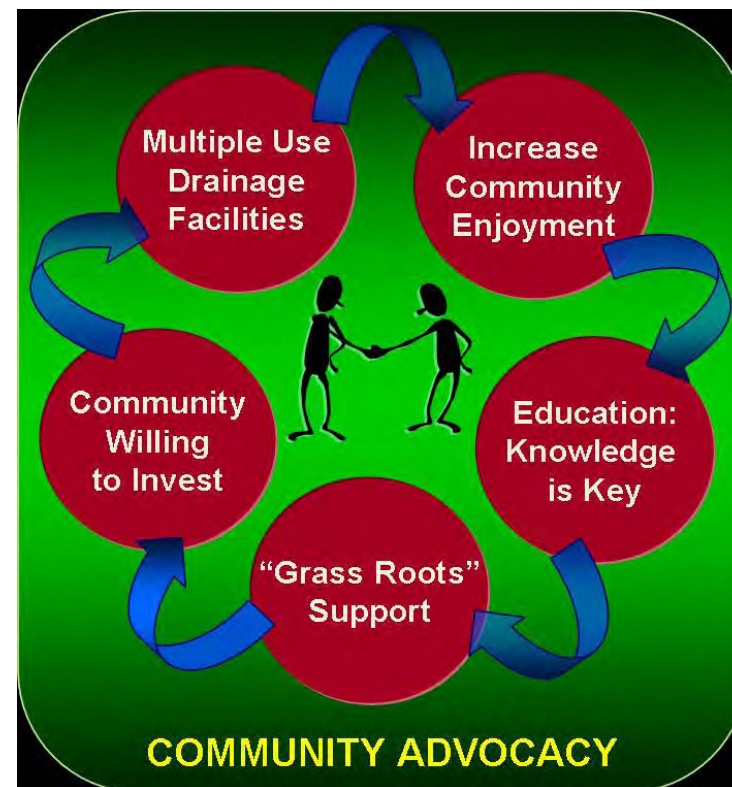 Multiple Use
Drainage
Facilities
Increase
Community
Enjoyment
Education:
Knowledge
is Key
“Grass Roots”
Support
Community
Willing
to Invest
COMMUNITY ADVOCACY